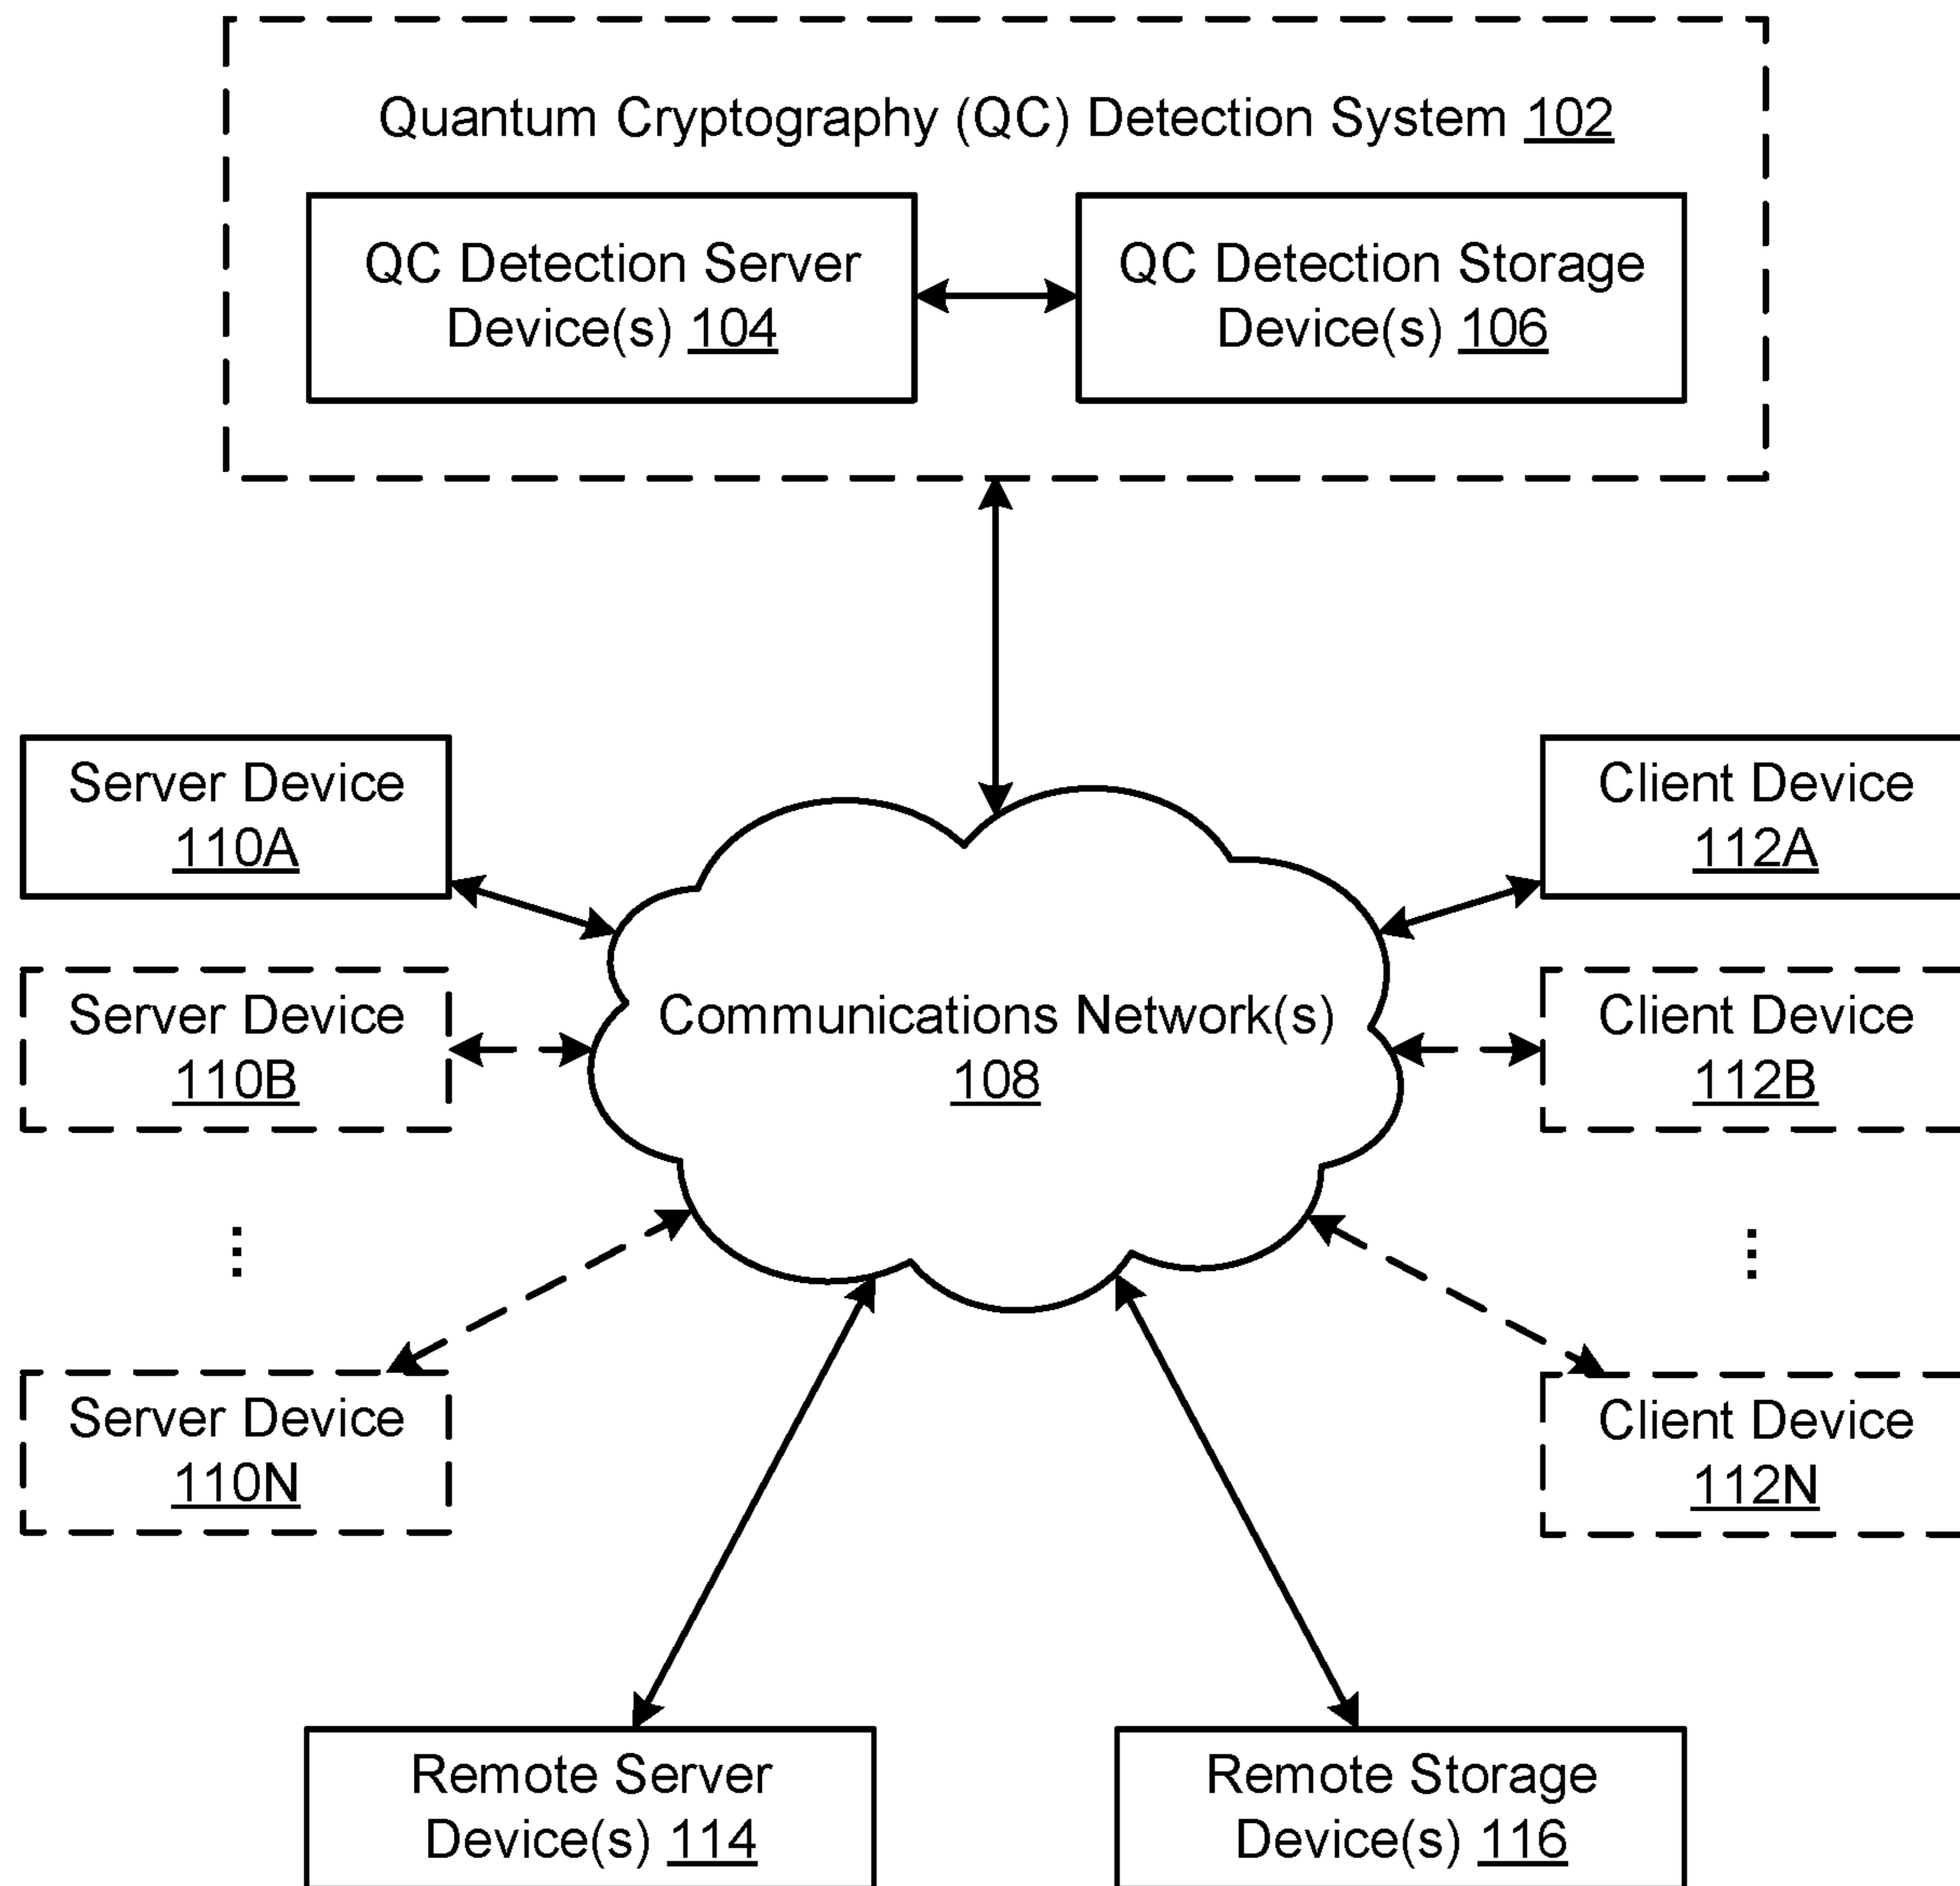 Quantum Cryptography (QC) Detection System 102
QC Detection Server
Device(s) 104
QC Detection Storage
Device(s) 106
Server Device
110A
Client Device
112A
Communications Network(s)
108
Server Device
110B
Client Device
112B
⋮
⋮
Server Device
110N
Client Device
112N
Remote Server
Device(s) 114
Remote Storage
Device(s) 116